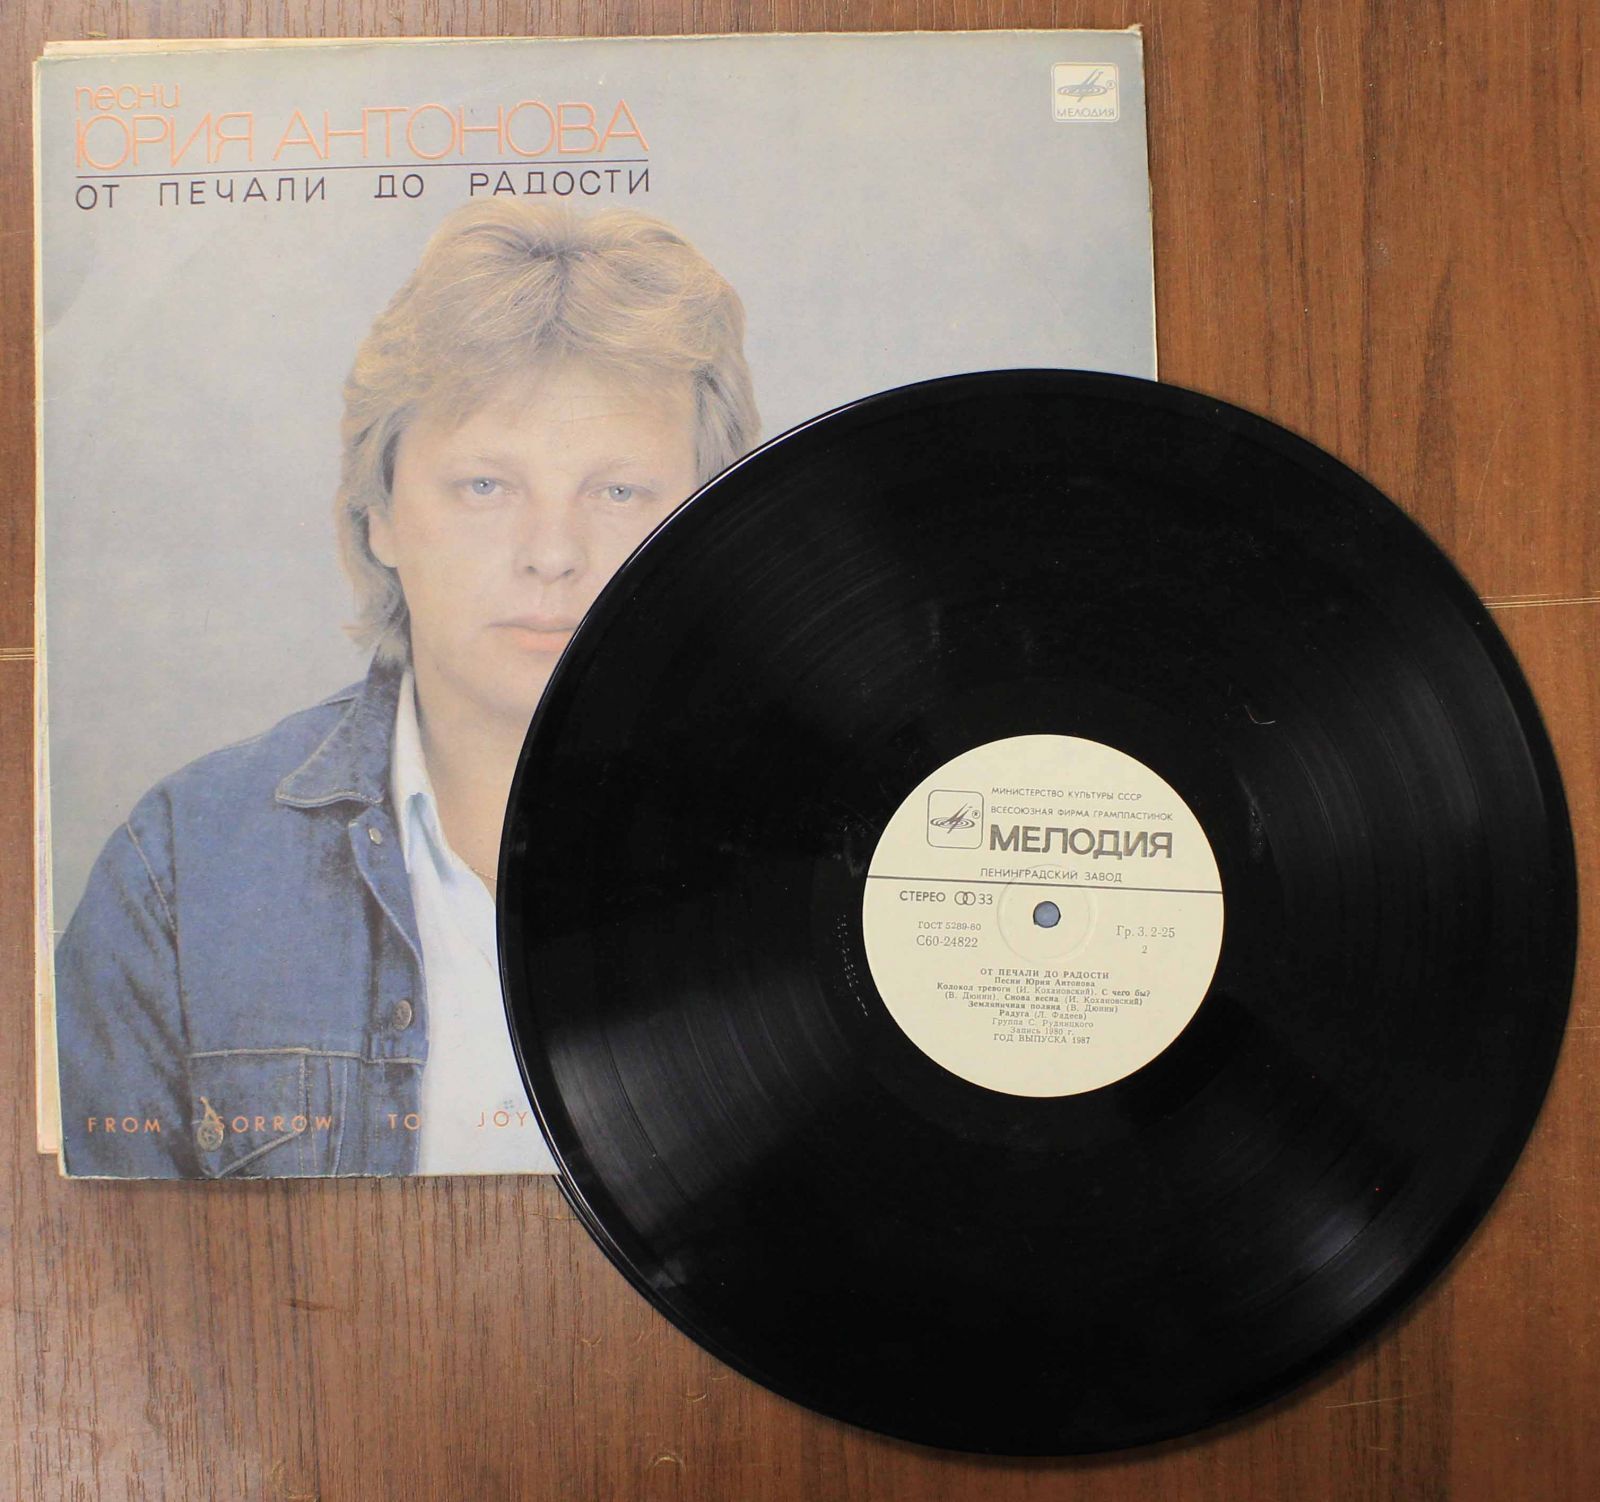 песни
ЮРИЯ АНТОНОВА
ОТ ПЕЧАЛИ ДО РАДОСТИ
МЕЛОДИЯ
FROM SORROW TO JOY
МИНИСТЕРСТВО КУЛЬТУРЫ СССР
ВСЕСОЮЗНАЯ ФИРМА ГРАМПЛАСТИНОК
МЕЛОДИЯ
ЛЕНИНГРАДСКИЙ ЗАВОД
СТЕРЕО 33
ГОСТ 5289-80
С60-24822
Гр. 3. 2-25
2
ОТ ПЕЧАЛИ ДО РАДОСТИ
Песни Юрия Антонова
Колокол тревоги (И. Кохановский). С чего бы?
(В. Дюнин). Снова весна (И. Кохановский)
Земляничная поляна (В. Дюнин)
Радуга (Л. Фадеев)
Группа С. Рудницкого
Запись 1980 г.
ГОД ВЫПУСКА 1987